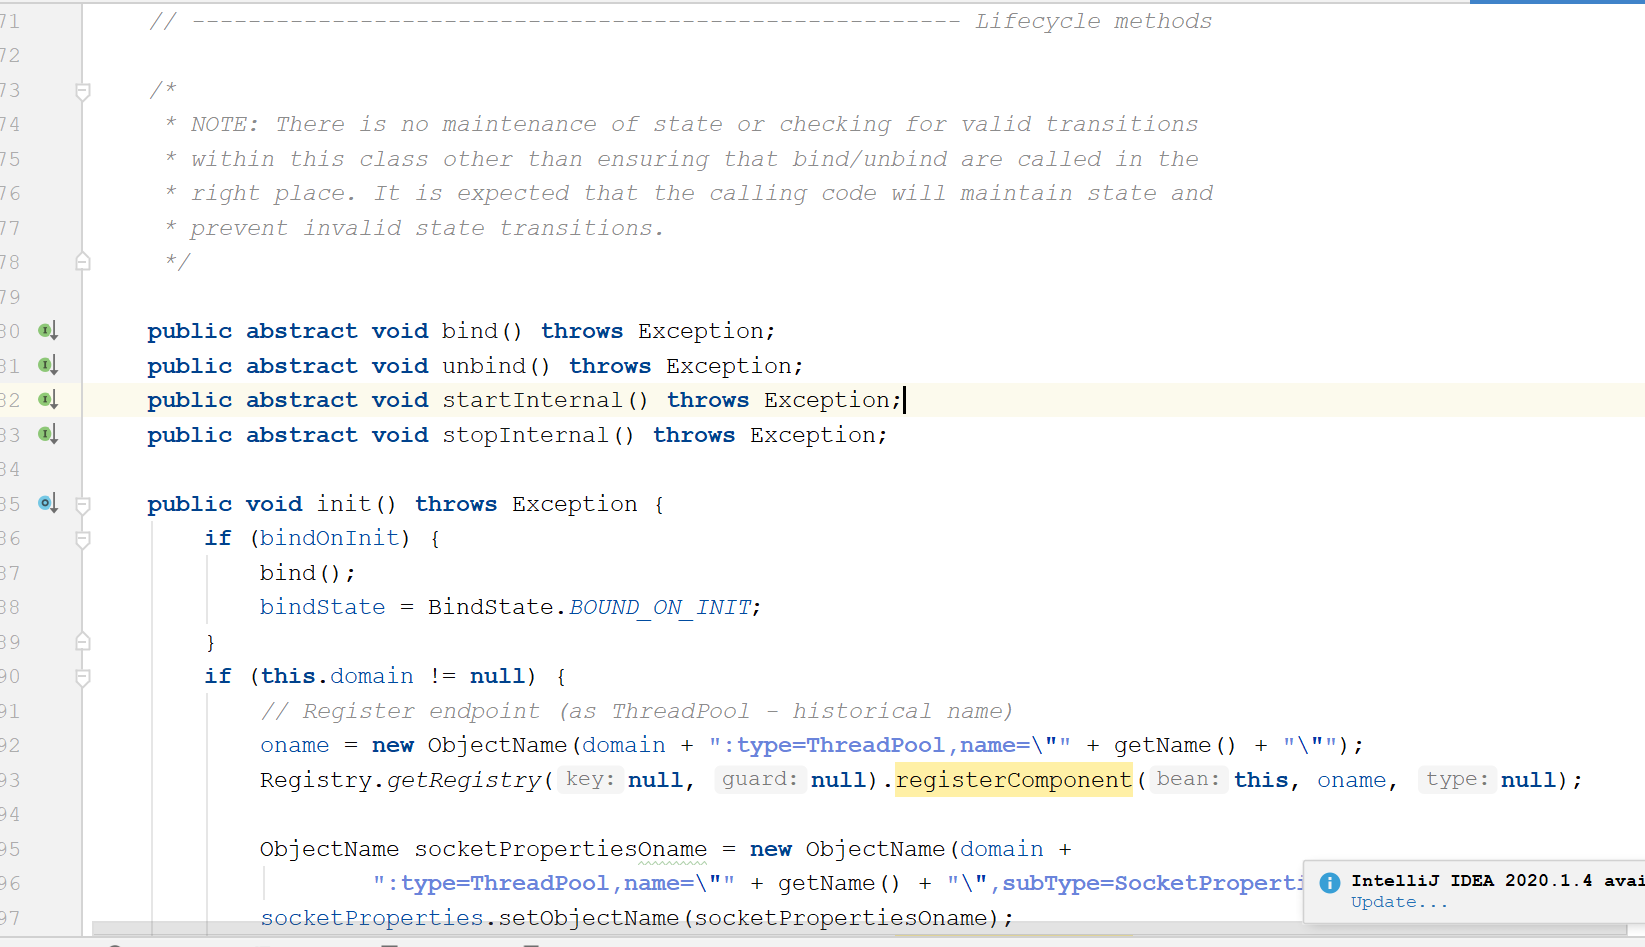 71 // ------------------------------------------------------- Lifecycle methods
72
73 /*
74 * NOTE: There is no maintenance of state or checking for valid transitions
75 * within this class other than ensuring that bind/unbind are called in the
76 * right place. It is expected that the calling code will maintain state and
77 * prevent invalid state transitions.
78 */
79
80 public abstract void bind() throws Exception;
81 public abstract void unbind() throws Exception;
82 public abstract void startInternal() throws Exception;
83 public abstract void stopInternal() throws Exception;
84
85 public void init() throws Exception {
86 if (bindOnInit) {
87 bind();
88 bindState = BindState.BOUND_ON_INIT;
89 }
90 if (this.domain != null) {
91 // Register endpoint (as ThreadPool - historical name)
92 oname = new ObjectName(domain + ":type=ThreadPool,name=\"" + getName() + "\"");
93 Registry.getRegistry( key: null, guard: null).registerComponent( bean: this, oname, type: null);
94
95 ObjectName socketPropertiesOname = new ObjectName(domain +
96 ":type=ThreadPool,name=\"" + getName() + "\",subType=SocketProperti
97 socketProperties.setObjectName(socketPropertiesOname);
IntelliJ IDEA 2020.1.4 avai
Update...